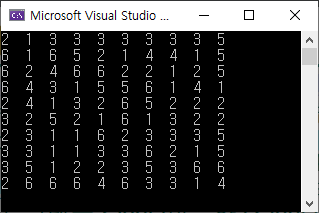 Microsoft Visual Studio ...
2 1 3 3 3 3 3 3 5
6 1 6 5 2 1 4 4 1 5
6 2 4 6 6 2 2 1 2 5
6 4 3 1 5 5 6 1 4 1
2 4 1 3 2 6 5 2 2 2
3 2 5 2 1 6 1 3 2 2
2 3 1 1 6 2 3 3 3 5
3 3 1 1 3 3 6 2 1 5
3 5 1 2 2 3 5 3 6 6
2 6 6 6 4 6 3 3 1 4